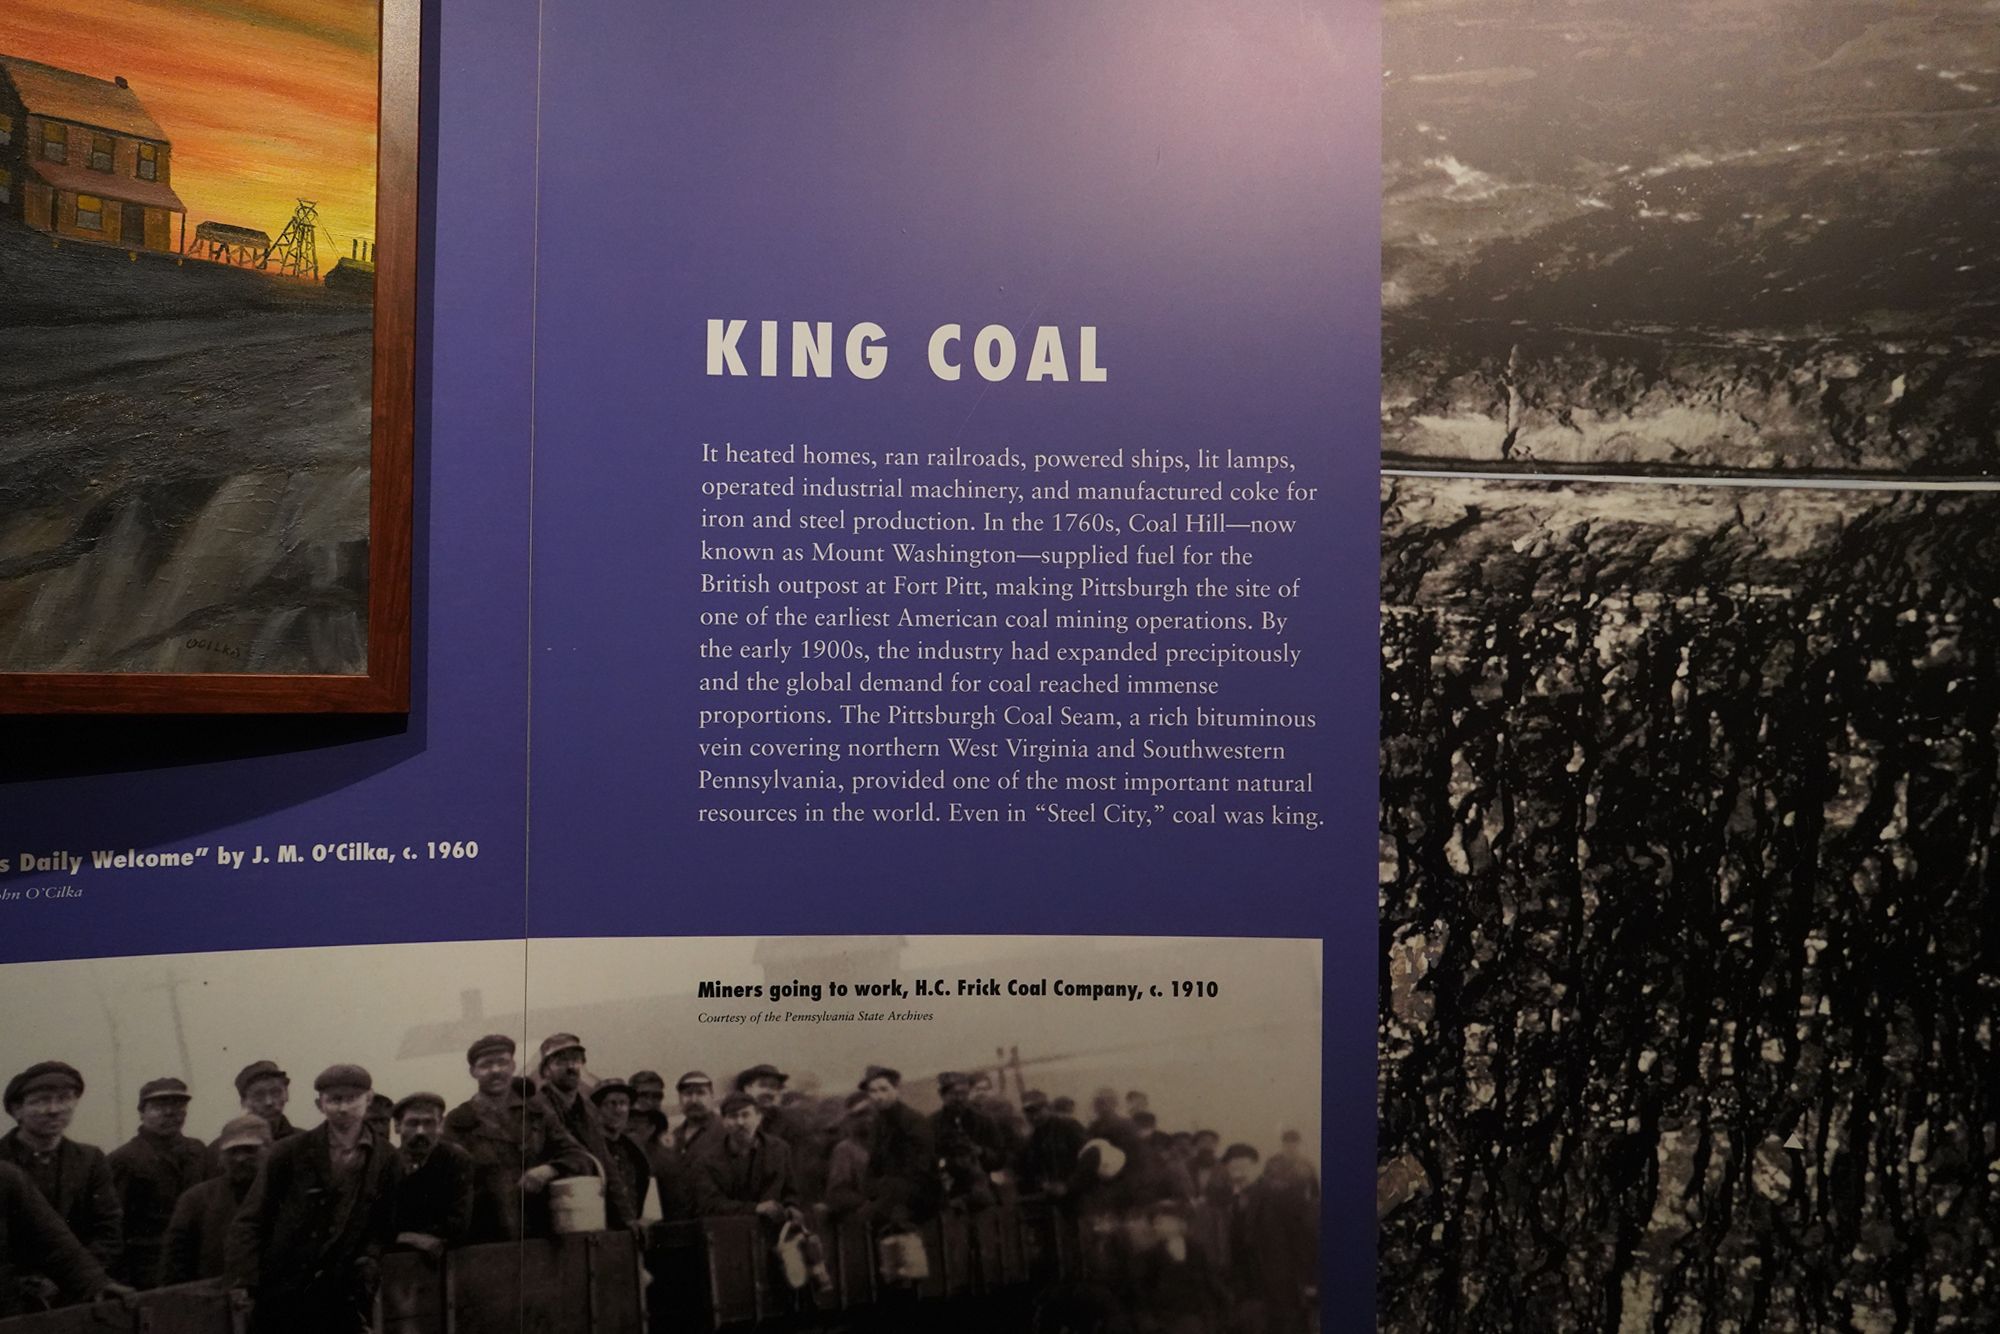 OCILKA
KING COAL
It heated homes, ran railroads, powered ships, lit lamps,
operated industrial machinery, and manufactured coke for
iron and steel production. In the 1760s, Coal Hill—now
known as Mount Washington—supplied fuel for the
British outpost at Fort Pitt, making Pittsburgh the site of
one of the earliest American coal mining operations. By
the early 1900s, the industry had expanded precipitously
and the global demand for coal reached immense
proportions. The Pittsburgh Coal Seam, a rich bituminous
vein covering northern West Virginia and Southwestern
Pennsylvania, provided one of the most important natural
resources in the world. Even in “Steel City,” coal was king.
s Daily Welcome” by J. M. O’Cilka, c. 1960
ohn O’Cilka
Miners going to work, H.C. Frick Coal Company, c. 1910
Courtesy of the Pennsylvania State Archives